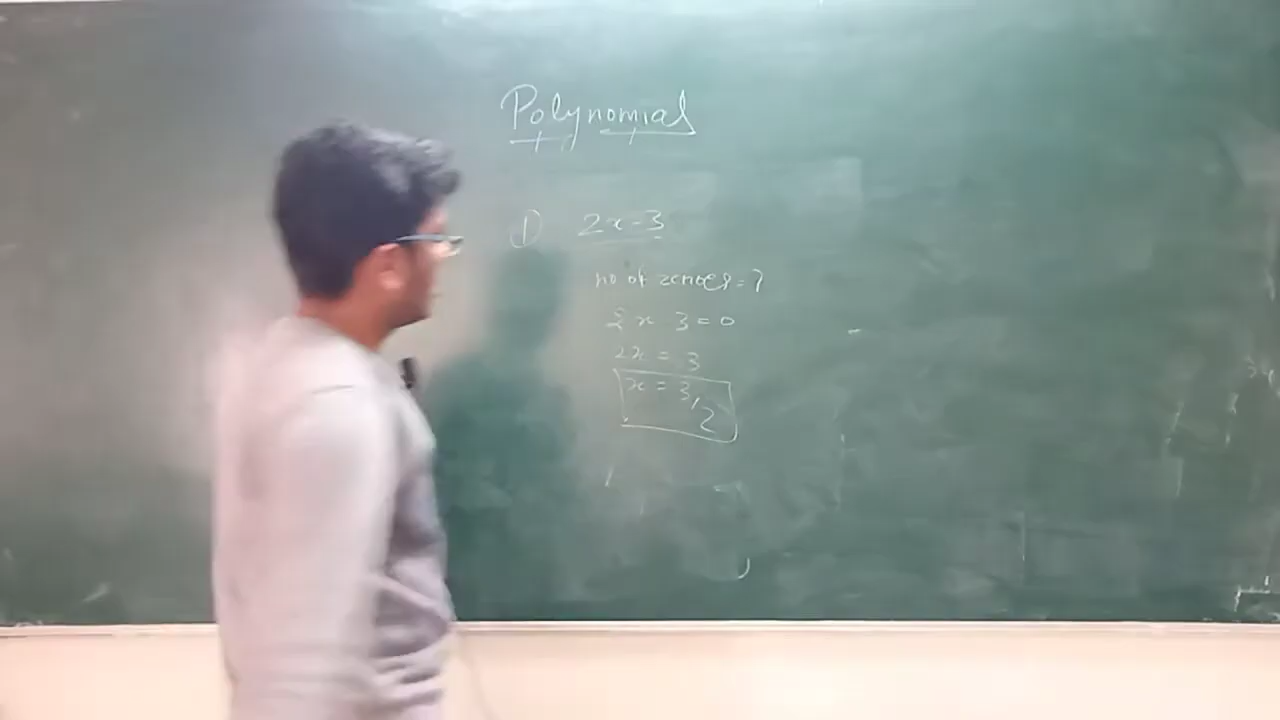 Polynomial
① 2x-3
no of zeroes = ?
2x 3 = 0
2x = 3
x = 3/2